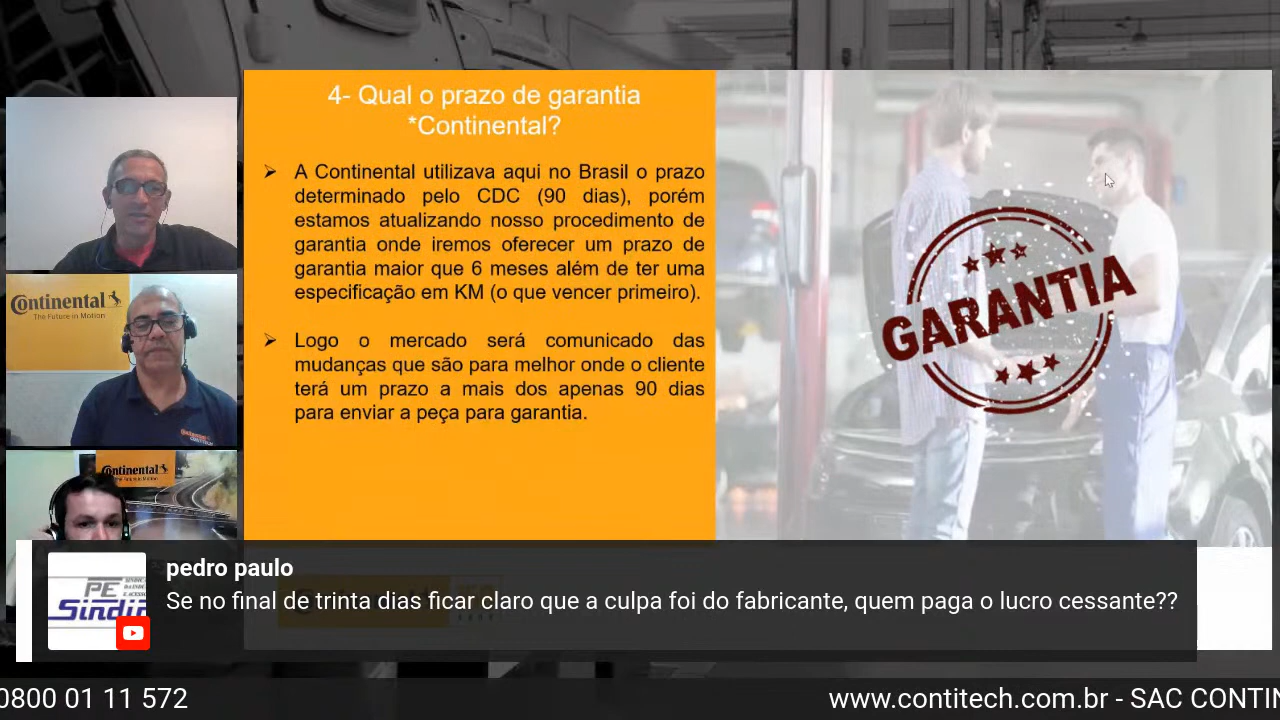 4- Qual o prazo de garantia
*Continental?
➢ A Continental utilizava aqui no Brasil o prazo
determinado pelo CDC (90 dias), porém
estamos atualizando nosso procedimento de
garantia onde iremos oferecer um prazo de
garantia maior que 6 meses além de ter uma
especificação em KM (o que vencer primeiro).
➢ Logo o mercado será comunicado das
mudanças que são para melhor onde o cliente
terá um prazo a mais dos apenas 90 dias
para enviar a peça para garantia.
GARANTIA
Continental
The Future in Motion
Continental
The Future in Motion
PE
pedro paulo
Se no final de trinta dias ficar claro que a culpa foi do fabricante, quem paga o lucro cessante??
0800 01 11 572
www.contitech.com.br - SAC CONTIN